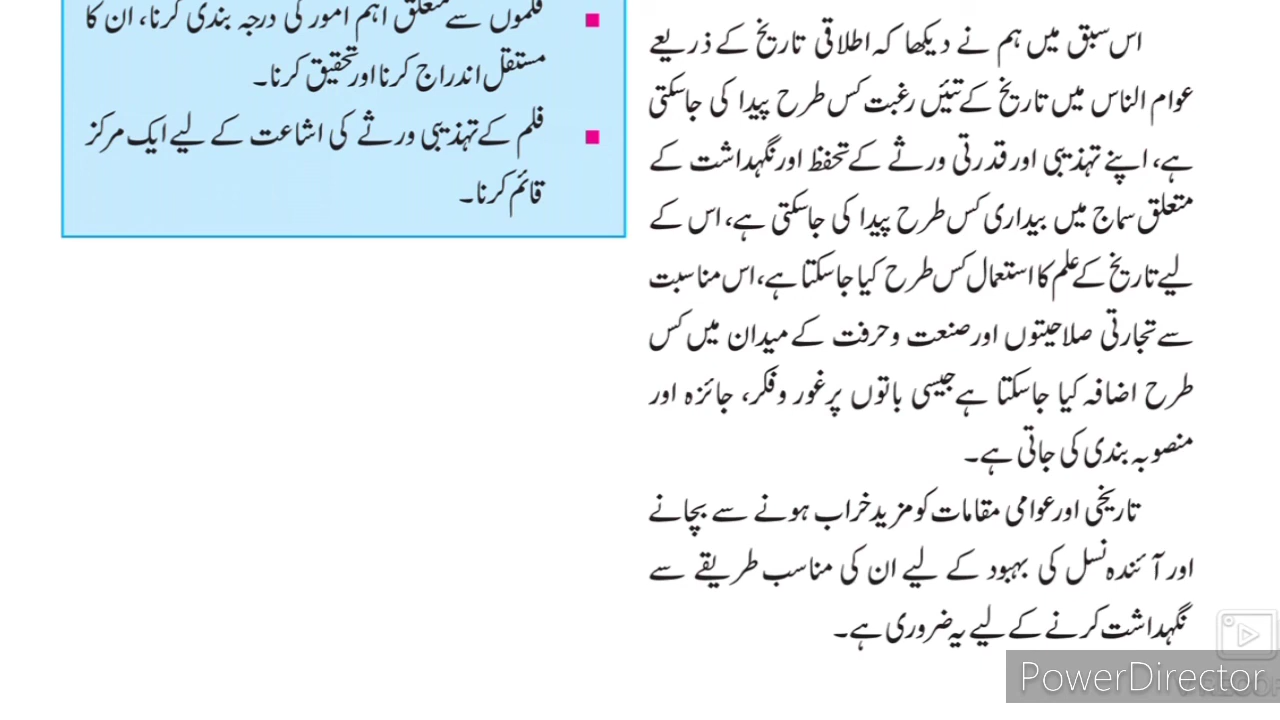 اس سبق میں ہم نے دیکھا کہ اطلاقی تاریخ کے ذریعے
عوام الناس میں تاریخ کے تئیں رغبت کس طرح پیدا کی جاسکتی
ہے، اپنے تہذیبی اور قدرتی ورثے کے تحفظ اور نگہداشت کے
متعلق سماج میں بیداری کس طرح پیدا کی جاسکتی ہے، اس کے
لیے تاریخ کے علم کا استعمال کس طرح کیا جاسکتا ہے، اس مناسبت
سے تجارتی صلاحیتوں اور صنعت و حرفت کے میدان میں کس
طرح اضافہ کیا جاسکتا ہے جیسی باتوں پر غور و فکر، جائزہ اور
منصوبہ بندی کی جاتی ہے۔
تاریخی اور عوامی مقامات کو مزید خراب ہونے سے بچانے
اور آئندہ نسل کی بہبود کے لیے ان کی مناسب طریقے سے
نگہداشت کرنے کے لیے یہ ضروری ہے۔
■ فلموں سے متعلق اہم امور کی درجہ بندی کرنا، ان کا
مستقل اندراج کرنا اور تحقیق کرنا۔
■ فلم کے تہذیبی ورثے کی اشاعت کے لیے ایک مرکز
قائم کرنا۔
PowerDirector